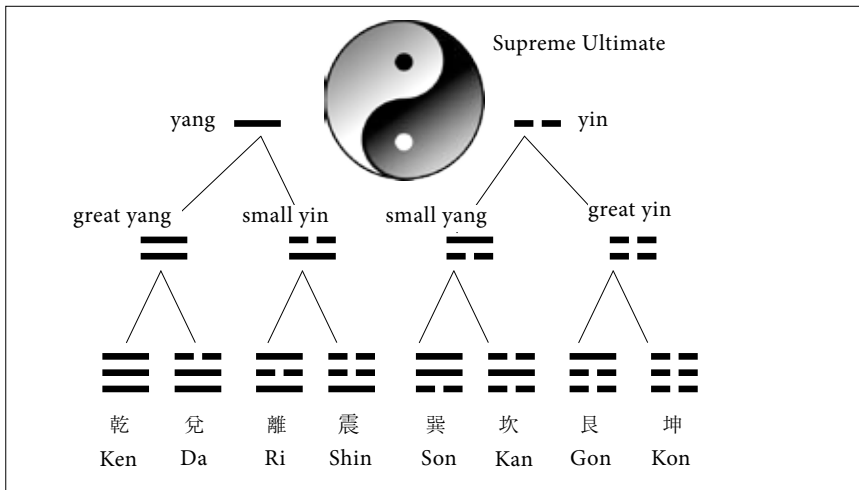 Supreme Ultimate
yang yin
great yang small yin small yang great yin
乾 兌 離 震 巽 坎 艮 坤
Ken Da Ri Shin Son Kan Gon Kon